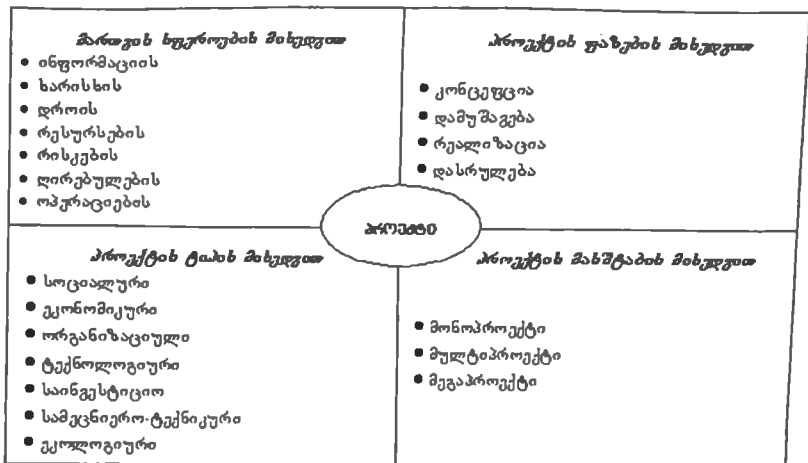 მართვის სფეროების მიხედვით
• ინფორმაციის
• ხარისხის
• დროის
• რესურსების
• რისკების
• ღირებულების
• ოპერაციების
პროექტის ფაზების მიხედვით
• კონცეფცია
• დამუშავება
• რეალიზაცია
• დასრულება
პროექტი
პროექტის ტიპის მიხედვით
• სოციალური
• ეკონომიკური
• ორგანიზაციული
• ტექნოლოგიური
• საინვესტიციო
• სამეცნიერო-ტექნიკური
• ეკოლოგიური
პროექტის მასშტაბის მიხედვით
• მონოპროექტი
• მულტიპროექტი
• მეგაპროექტი